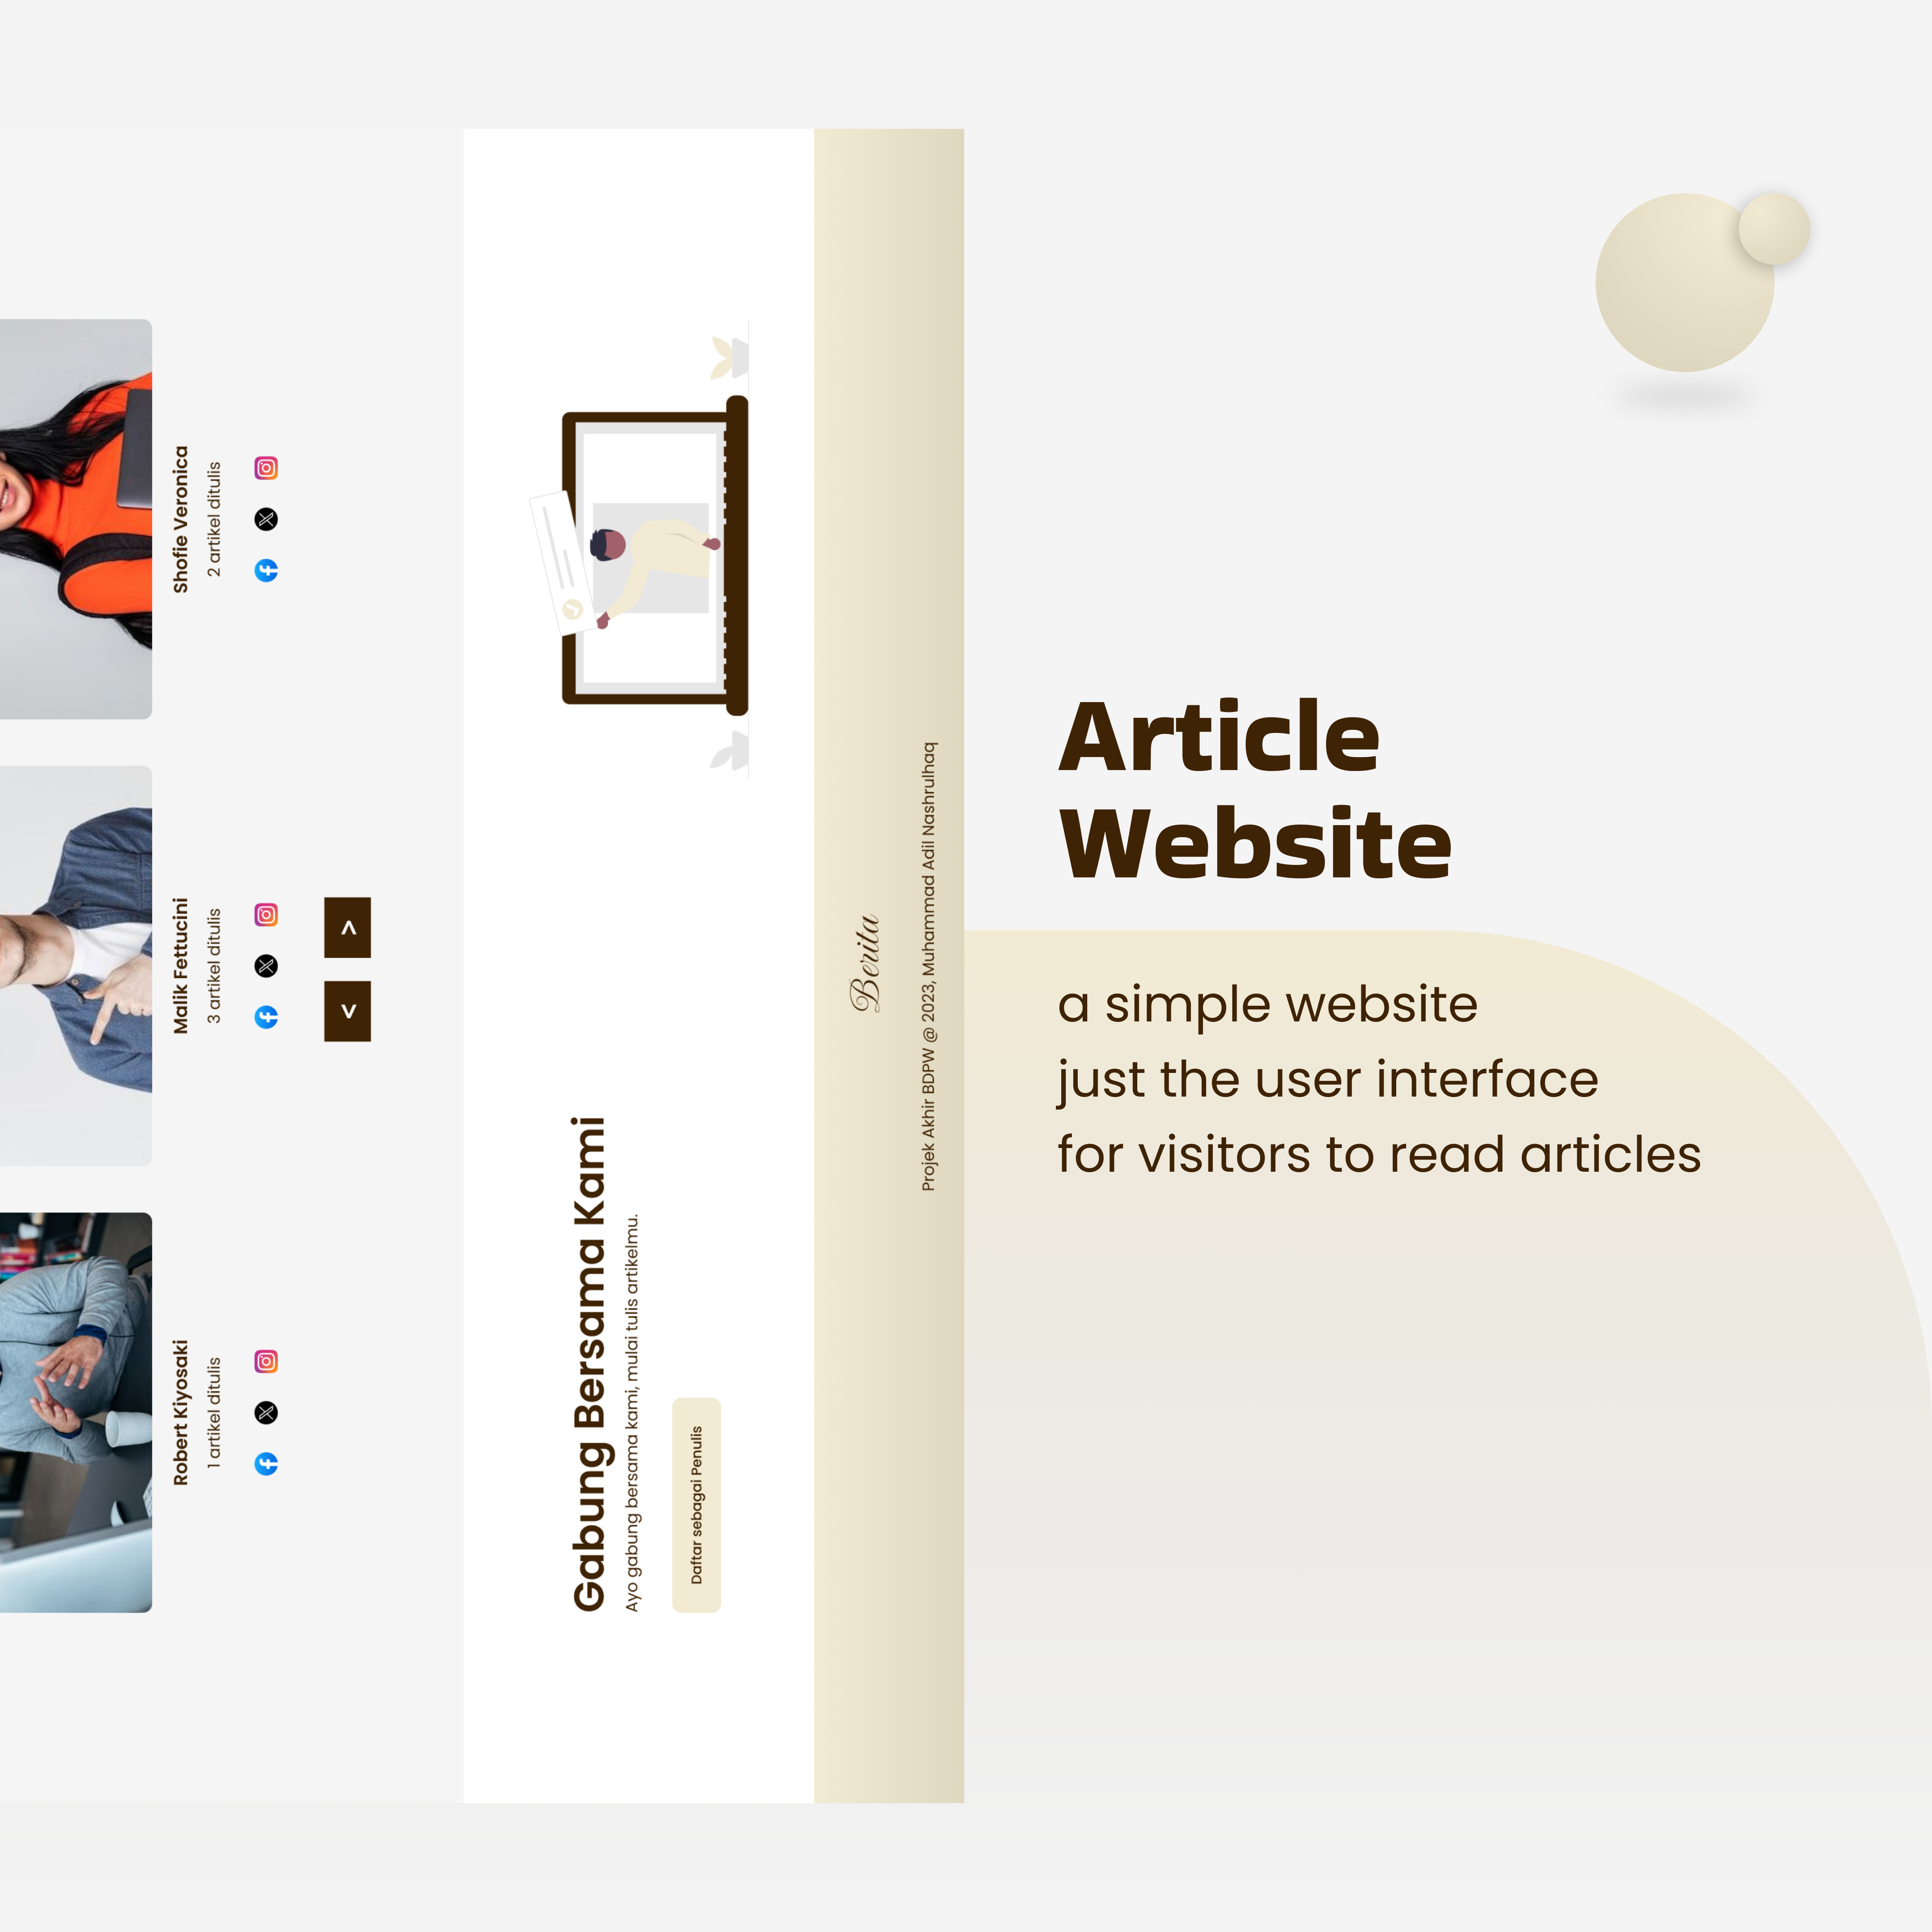 Robert Kiyosaki
1 artikel ditulis
Malik Fettucini
3 artikel ditulis
Shofie Veronica
2 artikel ditulis
< >
Gabung Bersama Kami
Ayo gabung bersama kami, mulai tulis artikelmu.
Daftar sebagai Penulis
Berita
Projek Akhir BDPW @ 2023, Muhammad Adil Nashrulhaq
Article
Website
a simple website
just the user interface
for visitors to read articles